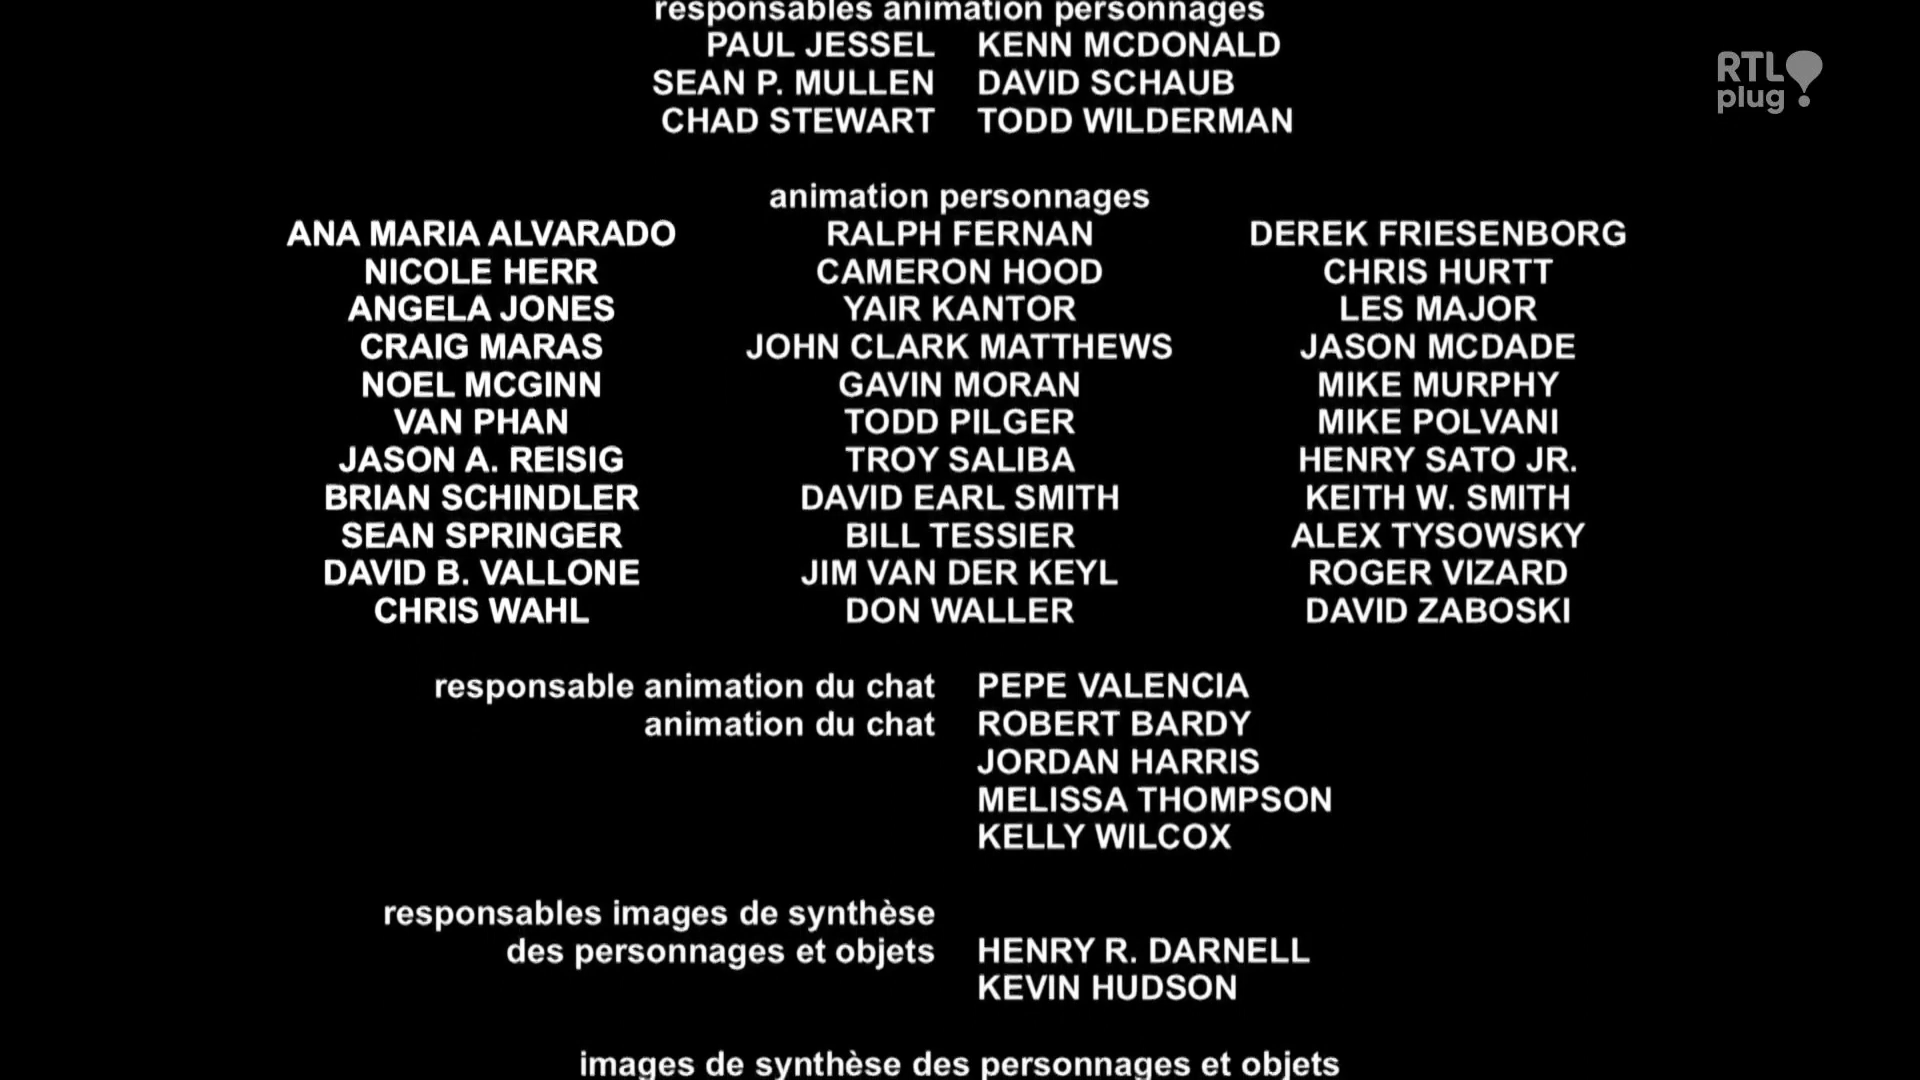 responsables animation personnages
PAUL JESSEL KENN MCDONALD
SEAN P. MULLEN DAVID SCHAUB
CHAD STEWART TODD WILDERMAN
RTL
plug
animation personnages
ANA MARIA ALVARADO RALPH FERNAN DEREK FRIESENBORG
NICOLE HERR CAMERON HOOD CHRIS HURTT
ANGELA JONES YAIR KANTOR LES MAJOR
CRAIG MARAS JOHN CLARK MATTHEWS JASON MCDADE
NOEL MCGINN GAVIN MORAN MIKE MURPHY
VAN PHAN TODD PILGER MIKE POLVANI
JASON A. REISIG TROY SALIBA HENRY SATO JR.
BRIAN SCHINDLER DAVID EARL SMITH KEITH W. SMITH
SEAN SPRINGER BILL TESSIER ALEX TYSOWSKY
DAVID B. VALLONE JIM VAN DER KEYL ROGER VIZARD
CHRIS WAHL DON WALLER DAVID ZABOSKI
responsable animation du chat PEPE VALENCIA
animation du chat ROBERT BARDY
JORDAN HARRIS
MELISSA THOMPSON
KELLY WILCOX
responsables images de synthèse
des personnages et objets HENRY R. DARNELL
KEVIN HUDSON
images de synthèse des personnages et objets